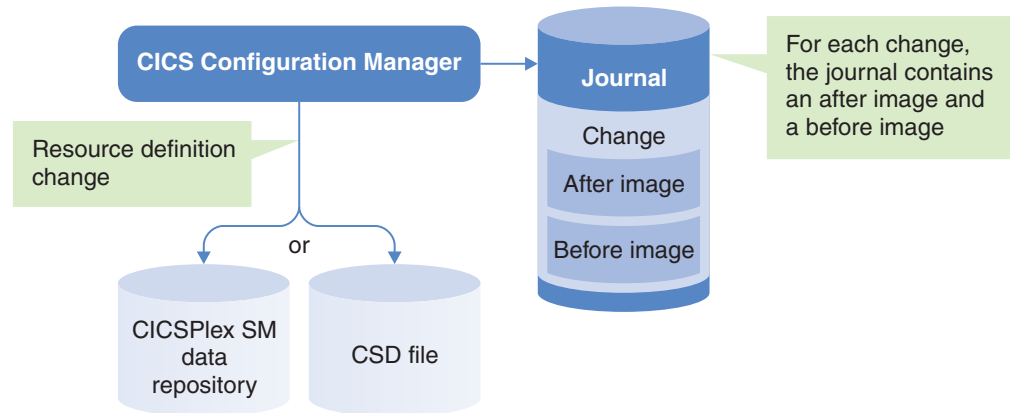 CICS Configuration Manager
Journal
For each change,
the journal contains
an after image and
a before image
Change
After image
Before image
Resource definition
change
or
CICSPlex SM
data
repository
CSD file